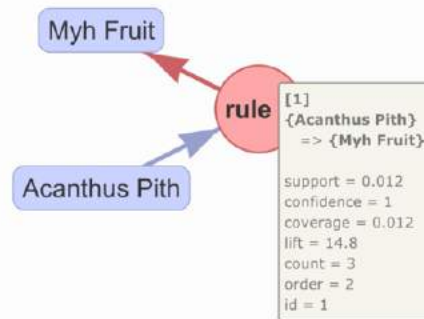 Myh Fruit
rule
Acanthus Pith
[1]
{Acanthus Pith}
=> {Myh Fruit}
support = 0.012
confidence = 1
coverage = 0.012
lift = 14.8
count = 3
order = 2
id = 1